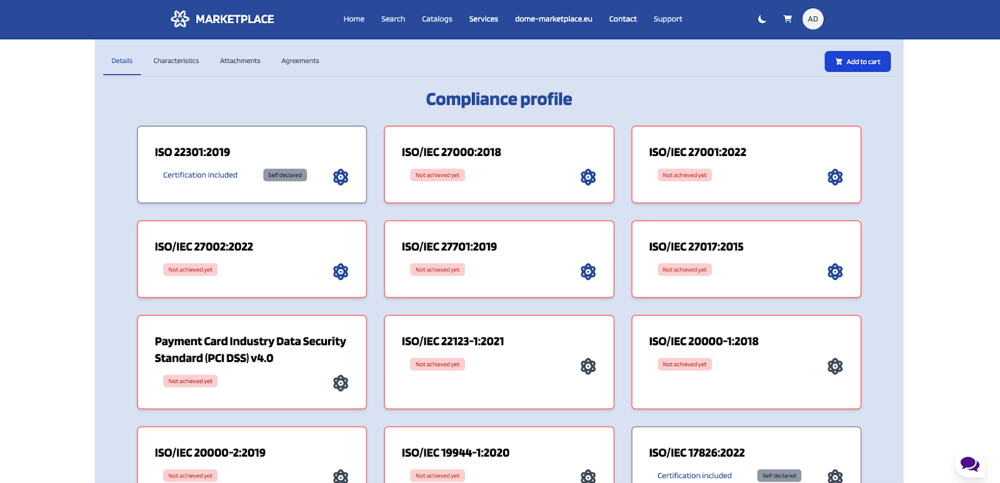 MARKETPLACE
Home Search Catalogs Services dome-marketplace.eu Contact Support
AD
Details Characteristics Attachments Agreements
Add to cart
Compliance profile
ISO 22301:2019
Certification included Self declared
ISO/IEC 27000:2018
Not achieved yet
ISO/IEC 27001:2022
Not achieved yet
ISO/IEC 27002:2022
Not achieved yet
ISO/IEC 27701:2019
Not achieved yet
ISO/IEC 27017:2015
Not achieved yet
Payment Card Industry Data Security
Standard (PCI DSS) v4.0
Not achieved yet
ISO/IEC 22123-1:2021
Not achieved yet
ISO/IEC 20000-1:2018
Not achieved yet
ISO/IEC 20000-2:2019
Not achieved yet
ISO/IEC 19944-1:2020
Not achieved yet
ISO/IEC 17826:2022
Certification included Self declared